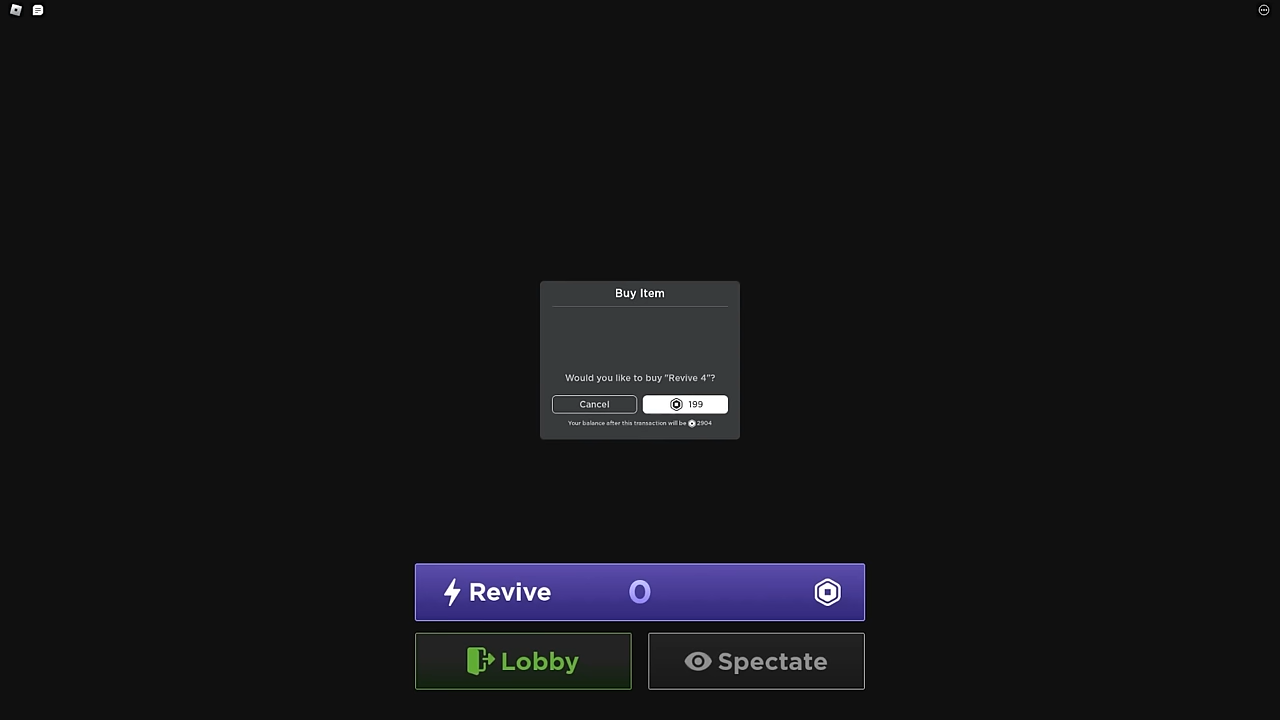 Buy Item
Would you like to buy "Revive 4"?
Cancel
199
Your balance after this transaction will be 2904
Revive
0
Lobby
Spectate